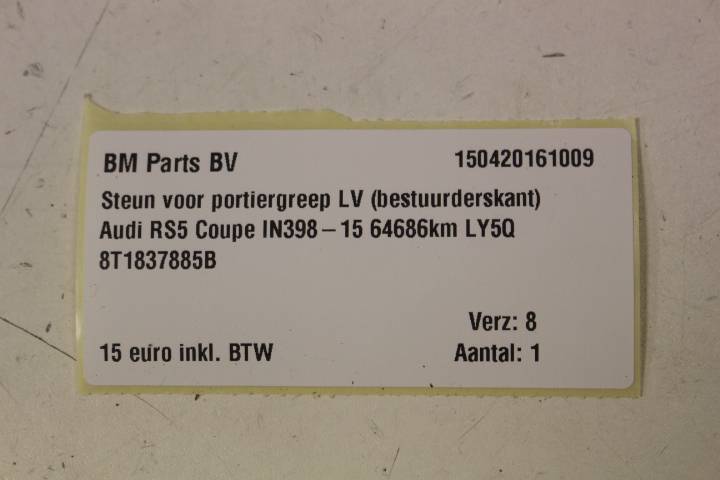 BM Parts BV 150420161009
Steun voor portiergreep LV (bestuurderskant)
Audi RS5 Coupe IN398-15 64686km LY5Q
8T1837885B
Verz: 8
15 euro inkl. BTW Aantal: 1